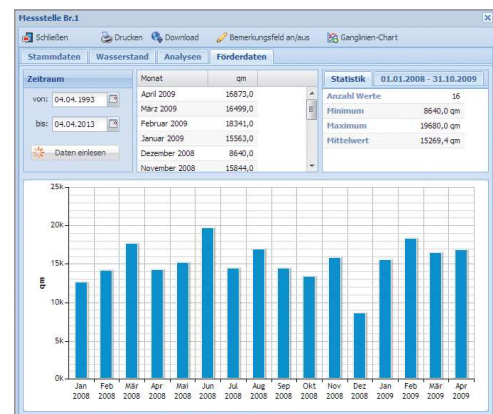 Messstelle Br.1
Schließen Drucken Download Bemerkungsfeld an/aus Ganglinien-Chart
Stammdaten Wasserstand Analysen Förderdaten
Zeitraum
von: 04.04.1993
bis: 04.04.2013
Daten einlesen
Monat qm
April 2009 16873,0
März 2009 16499,0
Februar 2009 18341,0
Januar 2009 15563,0
Dezember 2008 8640,0
November 2008 15844,0
Statistik 01.01.2008 - 31.10.2009
Anzahl Werte 16
Minimum 8640,0 qm
Maximum 19680,0 qm
Mittelwert 15269,4 qm
qm
25k
20k
15k
10k
5k
0k
Jan Feb Mär Apr Mai Jun Jul Aug Sep Okt Nov Dez Jan Feb Mär Apr
2008 2008 2008 2008 2008 2008 2008 2008 2008 2008 2008 2008 2009 2009 2009 2009